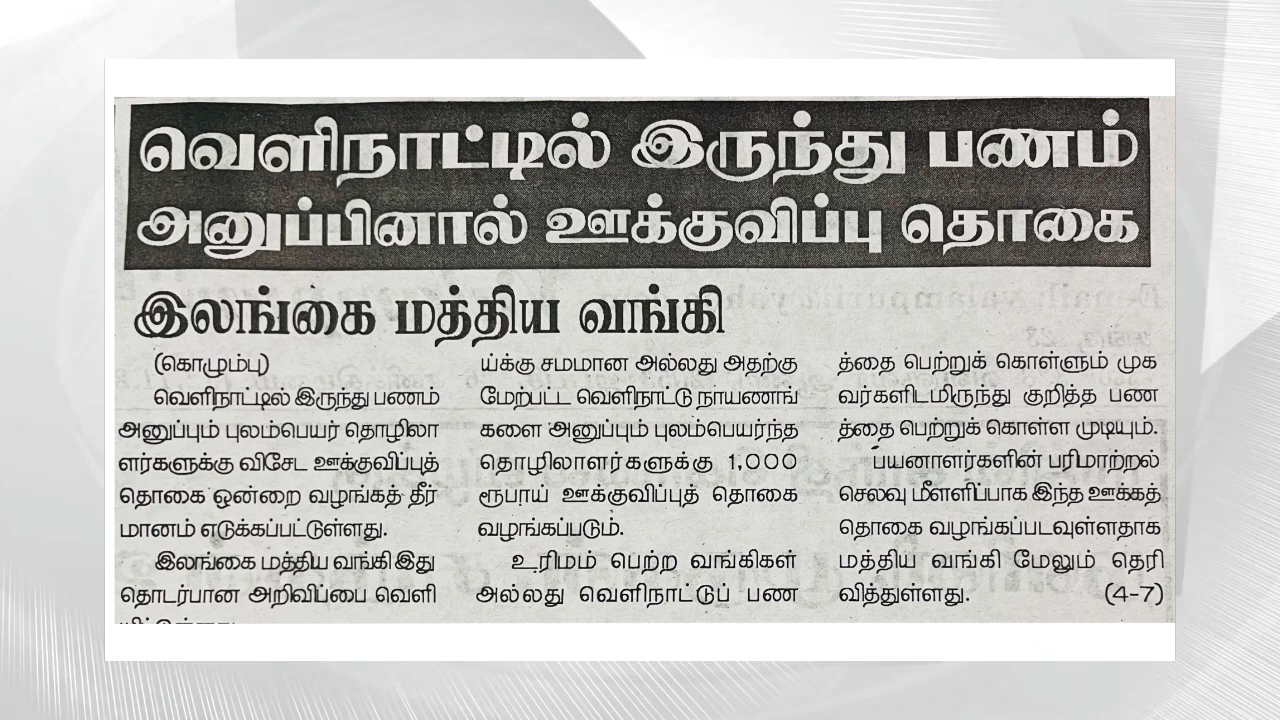 வெளிநாட்டில் இருந்து பணம்
அனுப்பினால் ஊக்குவிப்பு தொகை
இலங்கை மத்திய வங்கி
(கொழும்பு)
வெளிநாட்டில் இருந்து பணம்
அனுப்பும் புலம்பெயர் தொழிலா
ளர்களுக்கு விசேட ஊக்குவிப்புத்
தொகை ஒன்றை வழங்கத் தீர்
மானம் எடுக்கப்பட்டுள்ளது.
இலங்கை மத்திய வங்கி இது
தொடர்பான அறிவிப்பை வெளி
ய்க்கு சமமான அல்லது அதற்கு
மேற்பட்ட வெளிநாட்டு நாயணங்
களை அனுப்பும் புலம்பெயர்ந்த
தொழிலாளர்களுக்கு 1,000
ரூபாய் ஊக்குவிப்புத் தொகை
வழங்கப்படும்.
உரிமம் பெற்ற வங்கிகள்
அல்லது வெளிநாட்டுப் பண
த்தை பெற்றுக் கொள்ளும் முக
வர்களிடமிருந்து குறித்த பண
த்தை பெற்றுக் கொள்ள முடியும்.
பயனாளர்களின் பரிமாற்றல்
செலவு மீளளிப்பாக இந்த ஊக்கத்
தொகை வழங்கப்படவுள்ளதாக
மத்திய வங்கி மேலும் தெரி
வித்துள்ளது. (4-7)